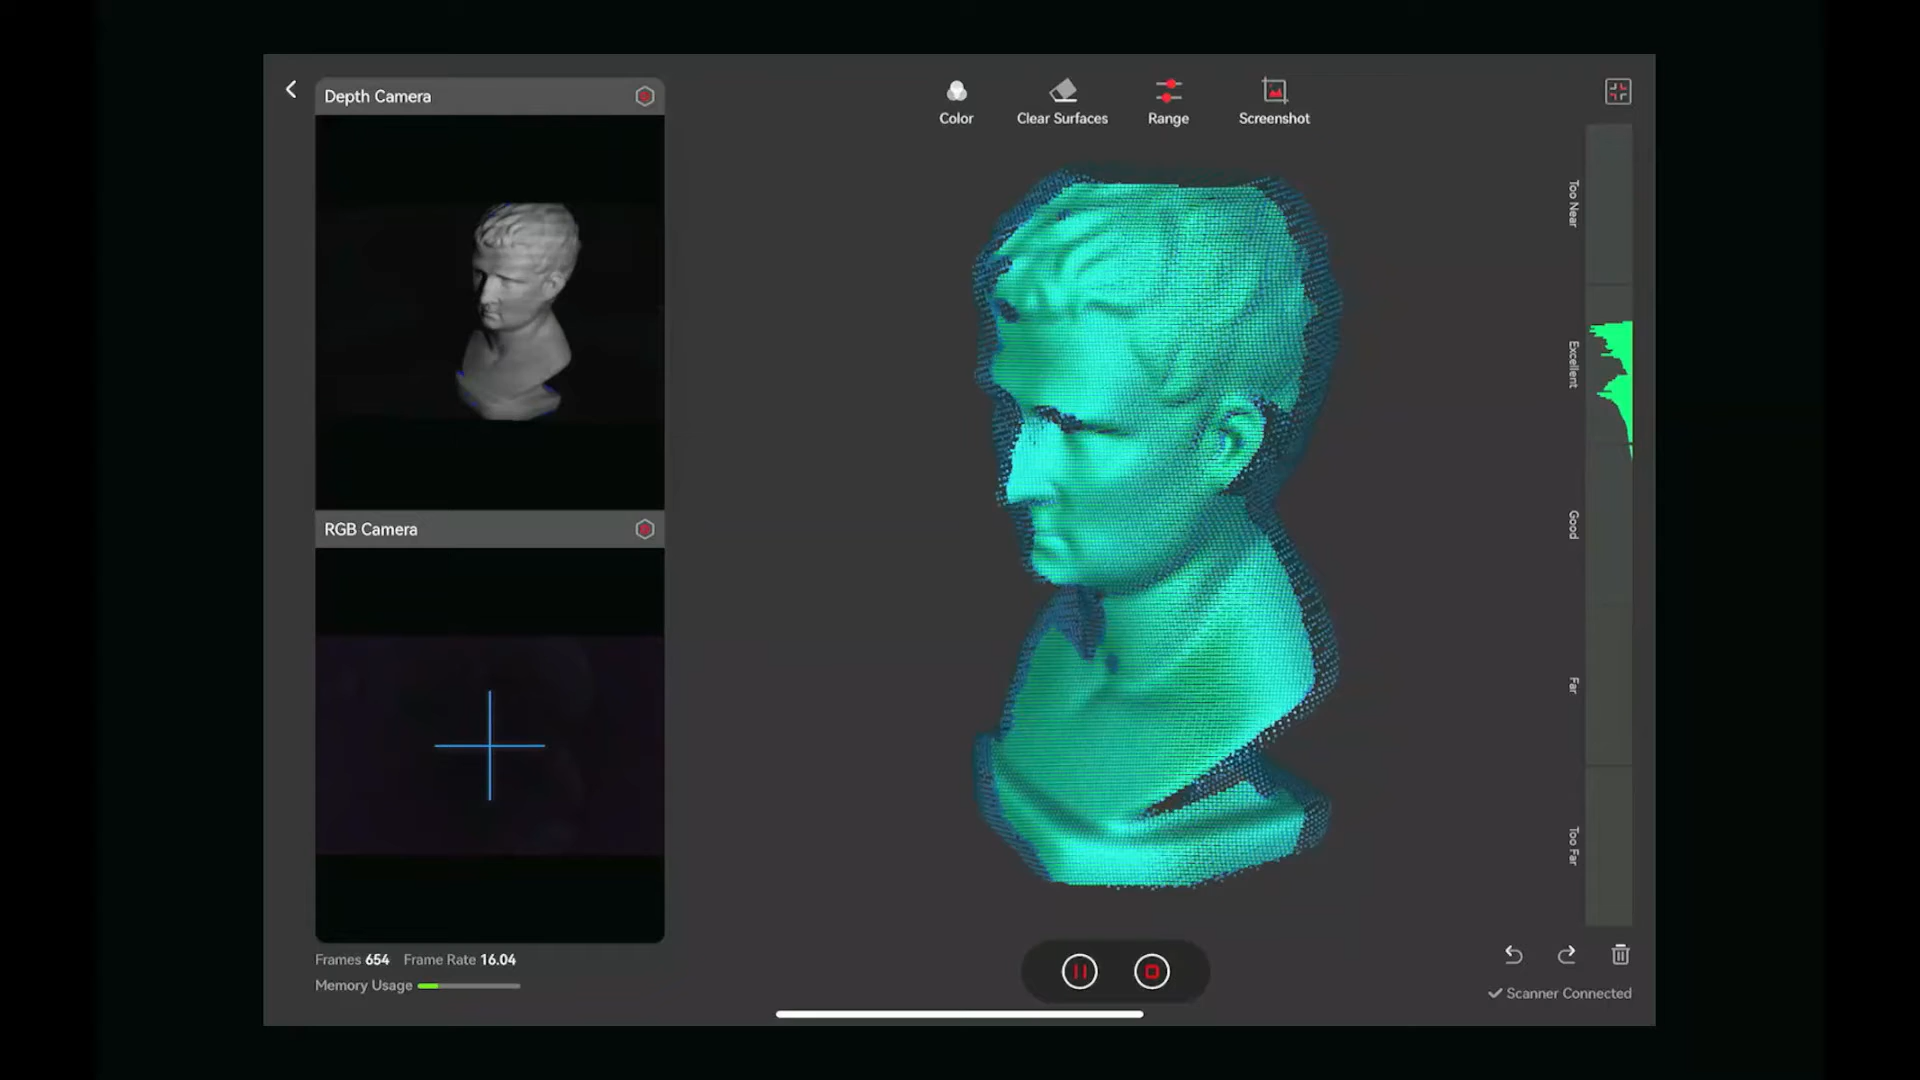 Depth Camera
Color
Clear Surfaces
Range
Screenshot
Too Near
Excellent
Good
Far
Too Far
RGB Camera
Frames 654 Frame Rate 16.04
Memory Usage
Scanner Connected